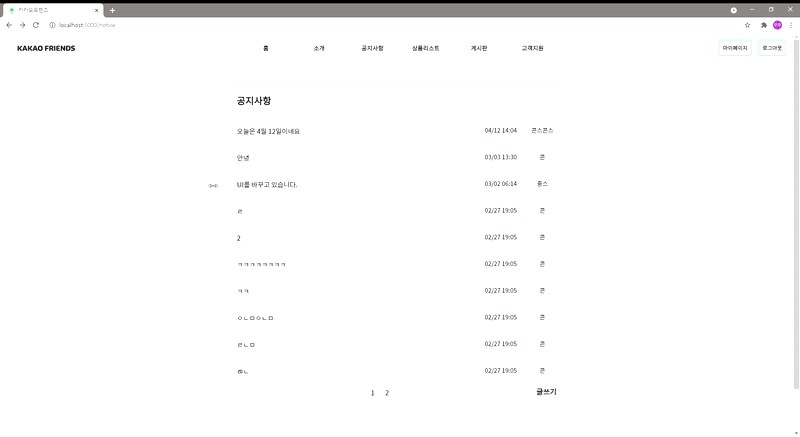 카카오프렌즈
localhost:5000/notice
KAKAO FRIENDS 홈 소개 공지사항 상품리스트 게시판 고객지원 마이페이지 로그아웃
공지사항
오늘은 4월 12일이네요 04/12 14:04 콘스콘스
안녕 03/03 13:30 콘
UI를 바꾸고 있습니다. 03/02 06:14 콩스
ㄹ 02/27 19:05 콘
2 02/27 19:05 콘
ㅋㅋㅋㅋㅋㅋㅋㅋ 02/27 19:05 콘
ㅋㅋ 02/27 19:05 콘
ㅇㄴㅁㅇㄴㅁ 02/27 19:05 콘
ㄹㄴㅁ 02/27 19:05 콘
02/27 19:05 콘
1 2 글쓰기